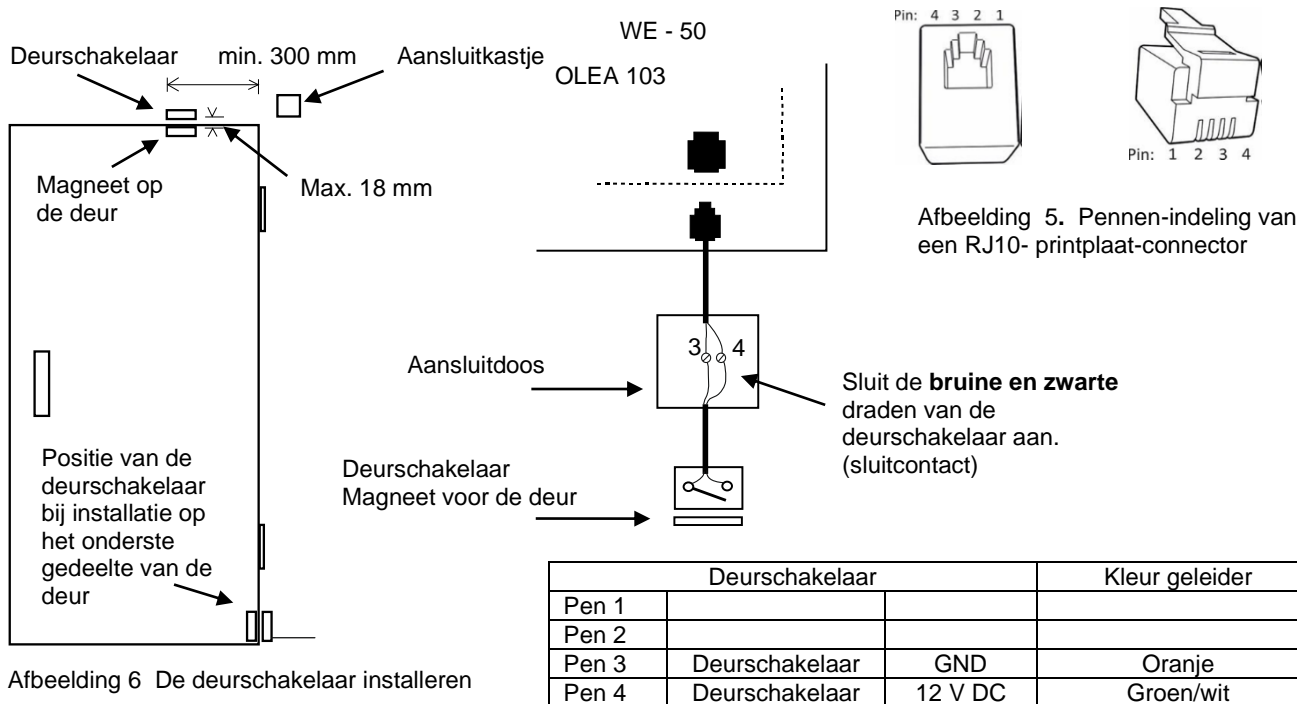 Deurschakelaar
min. 300 mm
Aansluitkastje
Magneet op
de deur
Max. 18 mm
Positie van de
deurschakelaar
bij installatie op
het onderste
gedeelte van de
deur
Afbeelding 6 De deurschakelaar installeren
WE - 50
OLEA 103
Aansluitdoos
3 4
Sluit de bruine en zwarte
draden van de
deurschakelaar aan.
(sluitcontact)
Deurschakelaar
Magneet voor de deur
Pin: 4 3 2 1
Pin: 1 2 3 4
Afbeelding 5. Pennen-indeling van
een RJ10- printplaat-connector
Deurschakelaar Kleur geleider
Pen 1
Pen 2
Pen 3 Deurschakelaar GND Oranje
Pen 4 Deurschakelaar 12 V DC Groen/wit